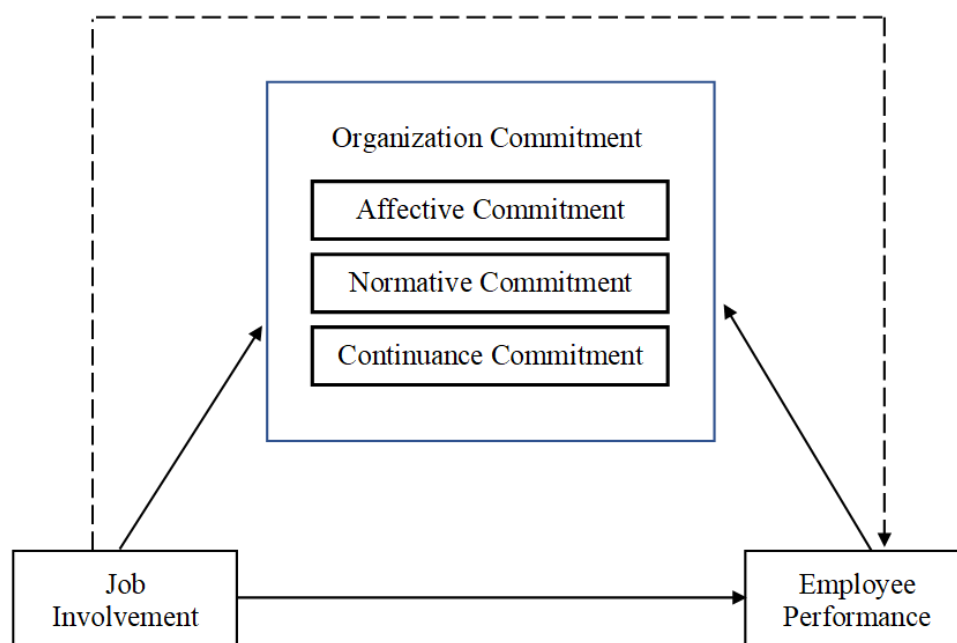 Organization Commitment
Affective Commitment
Normative Commitment
Continuance Commitment
Job
Involvement
Employee
Performance